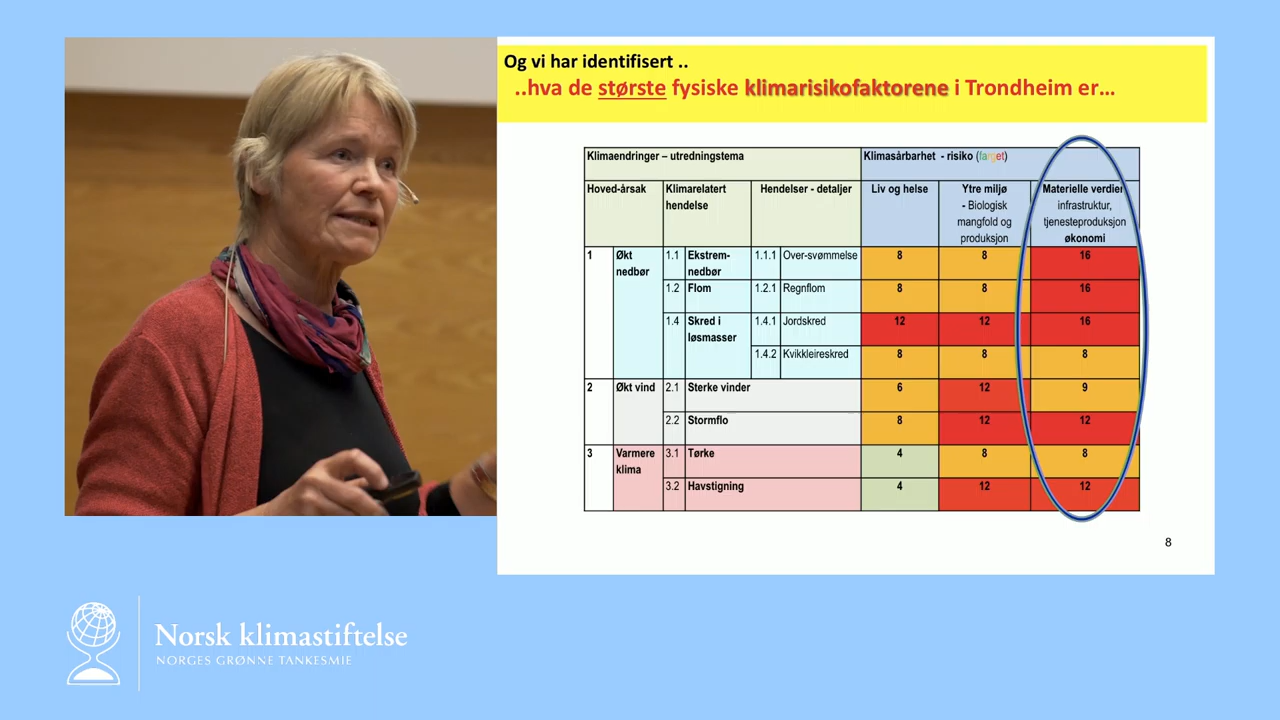 Og vi har identifisert ..
..hva de største fysiske klimarisikofaktorene i Trondheim er...
Klimaendringer – utredningstema
Klimasårbarhet - risiko (farget)
Hoved-årsak
Klimarelatert
hendelse
Hendelser - detaljer
Liv og helse
Ytre miljø
- Biologisk
mangfold og
produksjon
Materielle verdier
infrastruktur,
tjenesteproduksjon
økonomi
1 Økt
nedbør
1.1 Ekstrem-
nedbør
1.1.1 Over-svømmelse 8 8 16
1.2 Flom 1.2.1 Regnflom 8 8 16
1.4 Skred i
løsmasser
1.4.1 Jordskred 12 12 16
1.4.2 Kvikkleireskred 8 8 8
2 Økt vind 2.1 Sterke vinder 6 12 9
2.2 Stormflo 8 12 12
3 Varmere
klima
3.1 Tørke 4 8 8
3.2 Havstigning 4 12 12
8
Norsk klimastiftelse
NORGES GRØNNE TANKESMIE